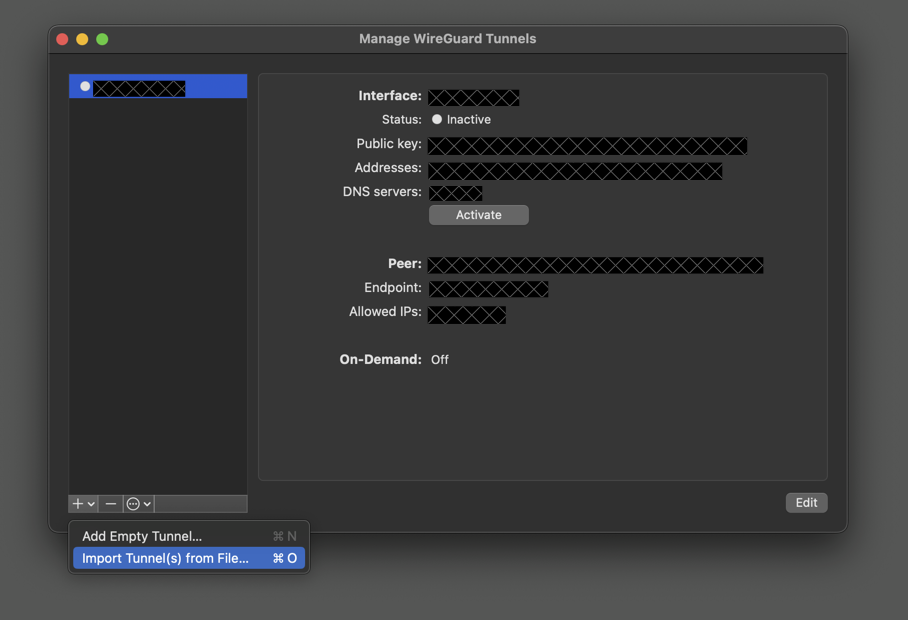 Manage WireGuard Tunnels
Interface:
Status: Inactive
Public key:
Addresses:
DNS servers:
Activate
Peer:
Endpoint:
Allowed IPs:
On-Demand: Off
Edit
Add Empty Tunnel... ⌘ N
Import Tunnel(s) from File... ⌘ O